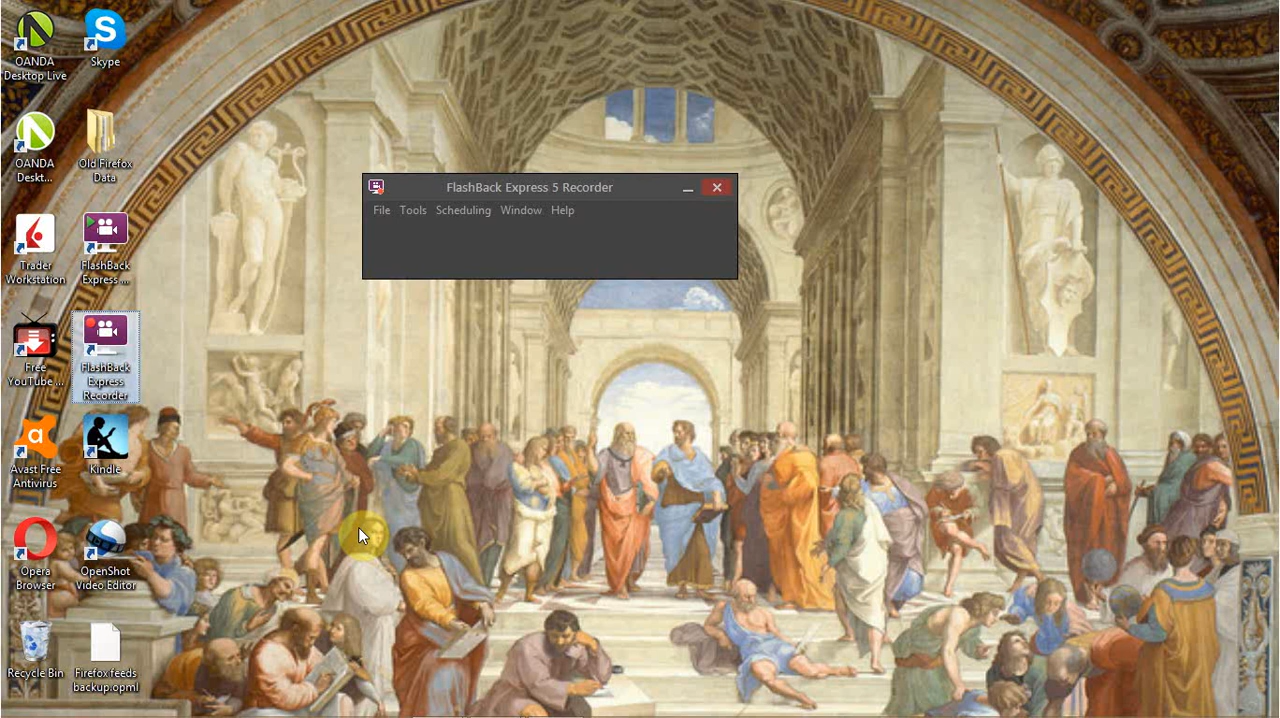 OANDA
Desktop Live
Skype
OANDA
Deskt...
Old Firefox
Data
Trader
Workstation
FlashBack
Express ...
Free
YouTube ...
FlashBack
Express
Recorder
Avast Free
Antivirus
Kindle
Opera
Browser
OpenShot
Video Editor
Recycle Bin
Firefox feeds
backup.opml
FlashBack Express 5 Recorder
File Tools Scheduling Window Help